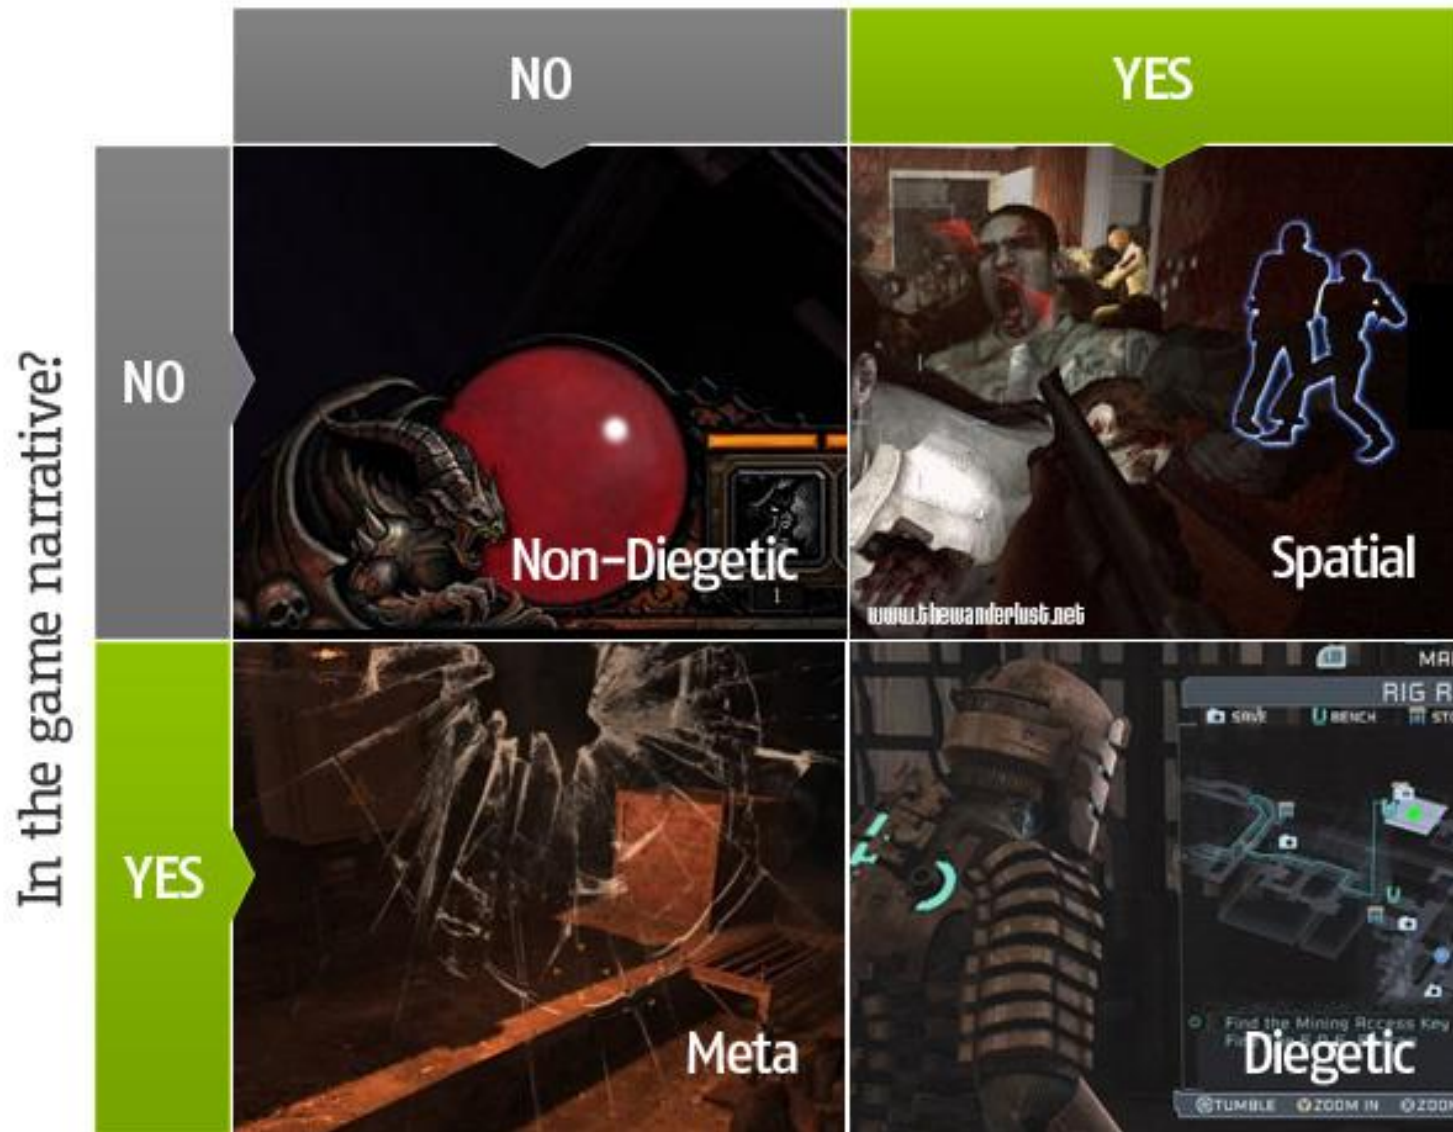 NO
YES
In the game narrative?
NO
Non-Diegetic
1
Spatial
www.thewanderlust.net
YES
Meta
RIG
SAVE
BENCH
Find the Mining Access Key
Diegetic
TUMBLE
ZOOM IN